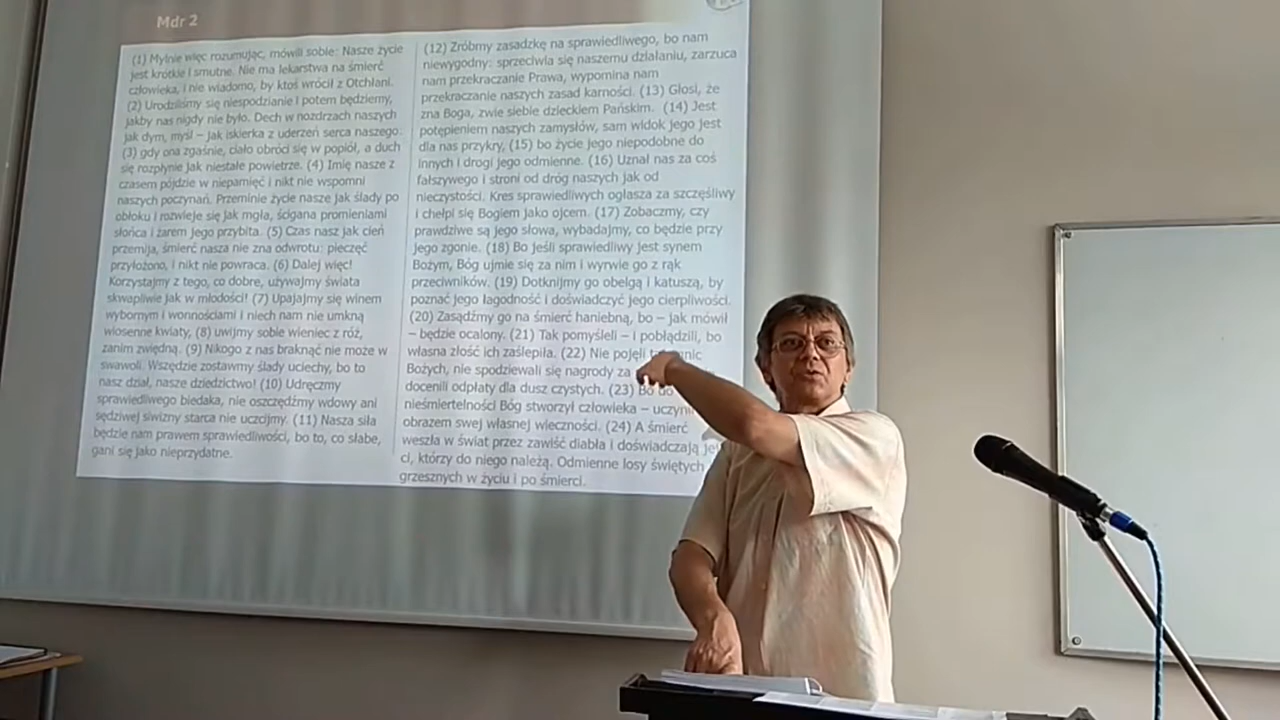 Mdr 2
(1) Mylnie więc rozumując, mówili sobie: Nasze życie
jest krótkie i smutne. Nie ma lekarstwa na śmierć
człowieka, i nie wiadomo, by ktoś wrócił z Otchłani.
(2) Urodziliśmy się niespodzianie i potem będziemy,
jakby nas nigdy nie było. Dech w nozdrzach naszych
jak dym, myśl – jak iskierka z uderzeń serca naszego:
(3) gdy ona zgaśnie, ciało obróci się w popiół, a duch
się rozpłynie jak niestałe powietrze. (4) Imię nasze z
czasem pójdzie w niepamięć i nikt nie wspomni
naszych poczynań. Przeminie życie nasze jak ślady po
obłoku i rozwieje się jak mgła, ścigana promieniami
słońca i żarem jego przybita. (5) Czas nasz jak cień
przemija, śmierć nasza nie zna odwrotu: pieczęć
przyłożono, i nikt nie powraca. (6) Dalej więc!
Korzystajmy z tego, co dobre, używajmy świata
skwapliwie jak w młodości! (7) Upajajmy się winem
wybornym i wonnościami i niech nam nie umkną
wiosenne kwiaty, (8) uwijmy sobie wieniec z róż,
zanim zwiędną. (9) Nikogo z nas braknąć nie może w
swawoli. Wszędzie zostawmy ślady uciechy, bo to
nasz dział, nasze dziedzictwo! (10) Udręczmy
sprawiedliwego biedaka, nie oszczędźmy wdowy ani
sędziwej siwizny starca nie uczcijmy. (11) Nasza siła
będzie nam prawem sprawiedliwości, bo to, co słabe,
gani się jako nieprzydatne.
(12) Zróbmy zasadzkę na sprawiedliwego, bo nam
niewygodny: sprzeciwia się naszemu działaniu, zarzuca
nam przekraczanie Prawa, wypomina nam
przekraczanie naszych zasad karności. (13) Głosi, że
zna Boga, zwie siebie dzieckiem Pańskim. (14) Jest
potępieniem naszych zamysłów, sam widok jego jest
dla nas przykry, (15) bo życie jego niepodobne do
innych i drogi jego odmienne. (16) Uznał nas za coś
fałszywego i stroni od dróg naszych jak od
nieczystości. Kres sprawiedliwych ogłasza za szczęśliwy
i chełpi się Bogiem jako ojcem. (17) Zobaczmy, czy
prawdziwe są jego słowa, wybadajmy, co będzie przy
jego zgonie. (18) Bo jeśli sprawiedliwy jest synem
Bożym, Bóg ujmie się za nim i wyrwie go z rąk
przeciwników. (19) Dotknijmy go obelgą i katuszą, by
poznać jego łagodność i doświadczyć jego cierpliwości.
(20) Zasądźmy go na śmierć haniebną, bo – jak mówił
– będzie ocalony. (21) Tak pomyśleli – i pobłądzili, bo
własna złość ich zaślepiła. (22) Nie pojęli
Bożych, nie spodziewali się nagrody za
docenili odpłaty dla dusz czystych. (23) Bo do
nieśmiertelności Bóg stworzył człowieka –
obrazem swej własnej wieczności. (24) A śmierć
weszła w świat przez zawiść diabła i doświadczają jej
ci, którzy do niego należą. Odmienne losy świętych
grzesznych w życiu i po śmierci.